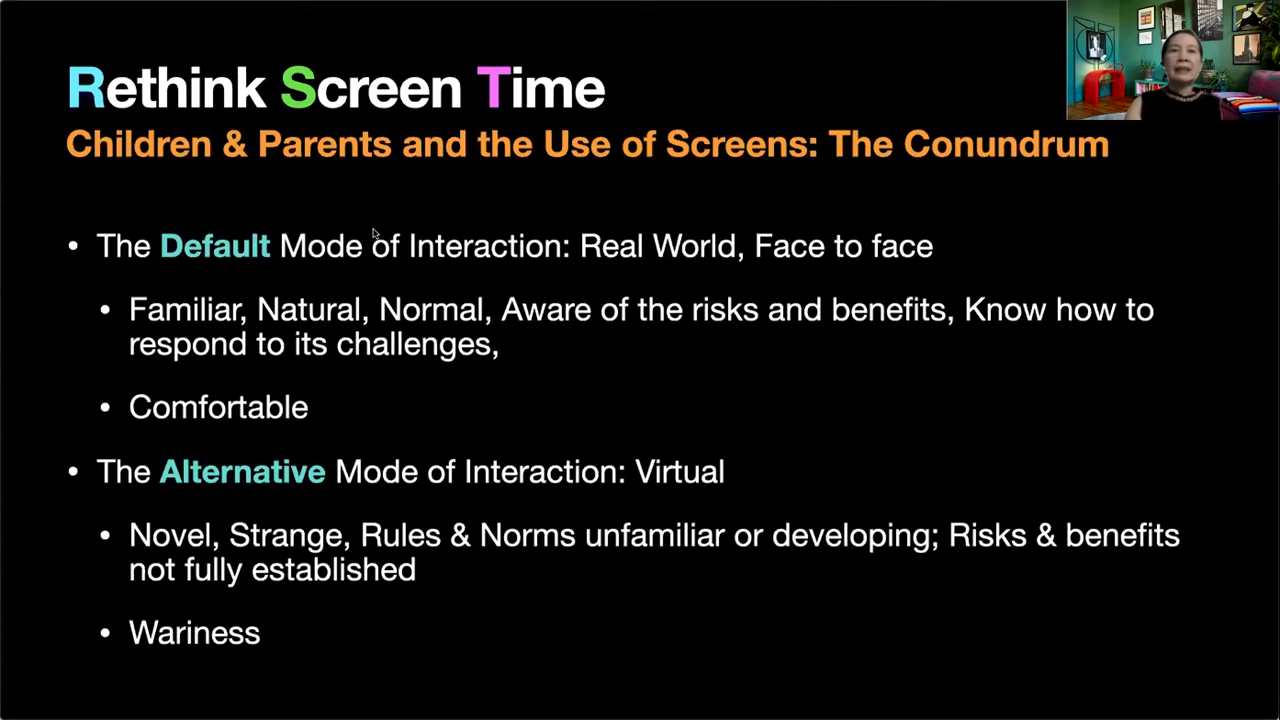 Rethink Screen Time
Children & Parents and the Use of Screens: The Conundrum
• The Default Mode of Interaction: Real World, Face to face
• Familiar, Natural, Normal, Aware of the risks and benefits, Know how to
respond to its challenges,
• Comfortable
• The Alternative Mode of Interaction: Virtual
• Novel, Strange, Rules & Norms unfamiliar or developing; Risks & benefits
not fully established
• Wariness